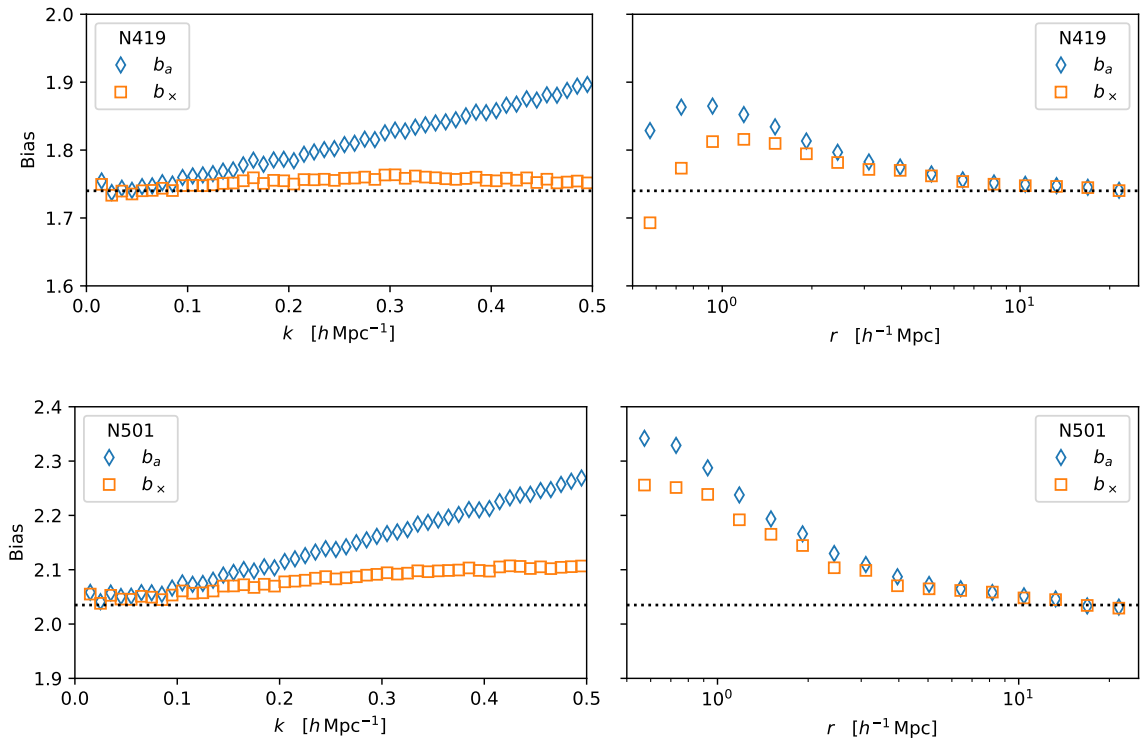 2.0
1.9
1.8
1.7
1.6
Bias
N419
b_a
b_×
0.0 0.1 0.2 0.3 0.4 0.5
k [h Mpc⁻¹]
N419
b_a
b_×
10⁰ 10¹
r [h⁻¹ Mpc]
2.4
2.3
2.2
2.1
2.0
1.9
Bias
N501
b_a
b_×
0.0 0.1 0.2 0.3 0.4 0.5
k [h Mpc⁻¹]
N501
b_a
b_×
10⁰ 10¹
r [h⁻¹ Mpc]